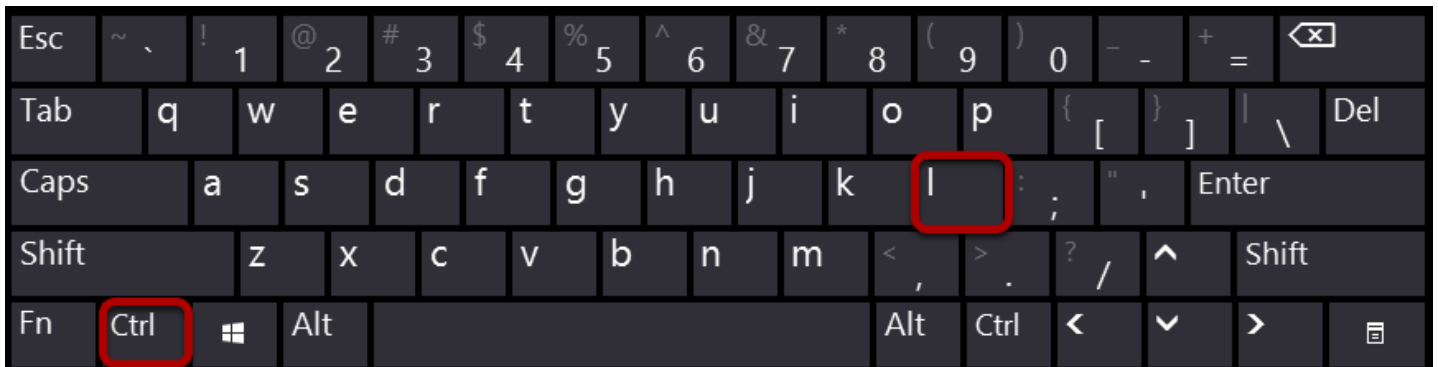 Esc ~ ` ! 1 @ 2 # 3 $ 4 % 5 ^ 6 & 7 * 8 ( 9 ) 0 _ - + =
Tab q w e r t y u i o p { [ } ] | \ Del
Caps a s d f g h j k l : ; " ' Enter
Shift z x c v b n m < , > . ? / Shift
Fn Ctrl Alt Alt Ctrl